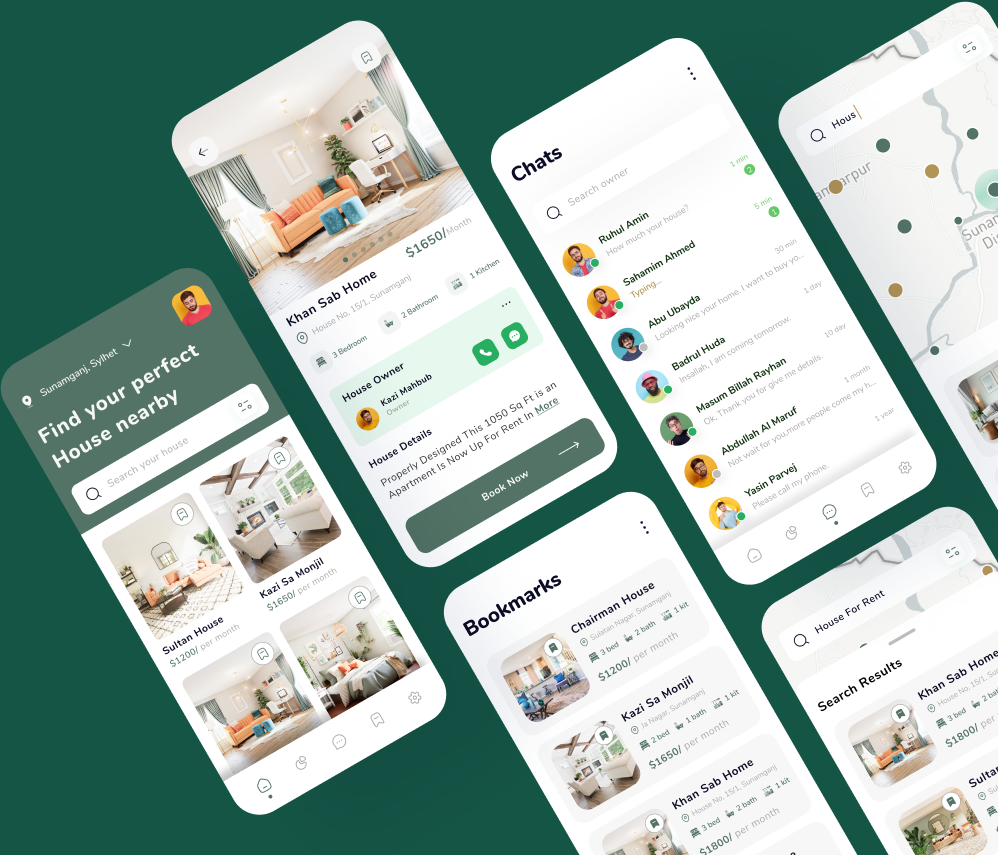 Sunamganj, Sylhet
Find your perfect
House nearby
Search your house
Sultan House
$1200/ per month
Kazi Sa Monjil
$1650/ per month
$1650/Month
Khan Sab Home
House No, 15/1, Sunamganj
3 Bedroom
2 Bathroom
1 Kitchen
House Owner
Kazi Mahbub
Owner
House Details
Properly Designed This 1050 Sq Ft is an
Apartment Is Now Up For Rent In More
Book Now
Chats
Search owner
Ruhul Amin
How much your house?
1 min
2
Sahamim Ahmed
Typing...
5 min
1
Abu Ubayda
Looking nice your home. I want to buy yo...
30 min
Badrul Huda
Insallah, I am coming tomorrow.
1 day
Masum Billah Rayhan
Ok. Thank you for give me details.
10 day
Abdullah Al Maruf
Not wait for you,more people come my h...
1 month
Yasin Parvej
Please call my phone.
1 year
Bookmarks
Chairman House
Sulatan Nagar, Sunamganj
3 bed
2 bath
1 kit
$1200/ per month
Kazi Sa Monjil
Ja Nagar, Sunamganj
2 bed
1 bath
1 kit
$1650/ per month
Khan Sab Home
House No, 15/1, Sunamganj
3 bed
2 bath
1 kit
$1800/ per month
Hous
House For Rent
Search Results
Khan Sab Home
House No, 15/1, Su
3 bed
2 bath
$1800/ per
Sulta